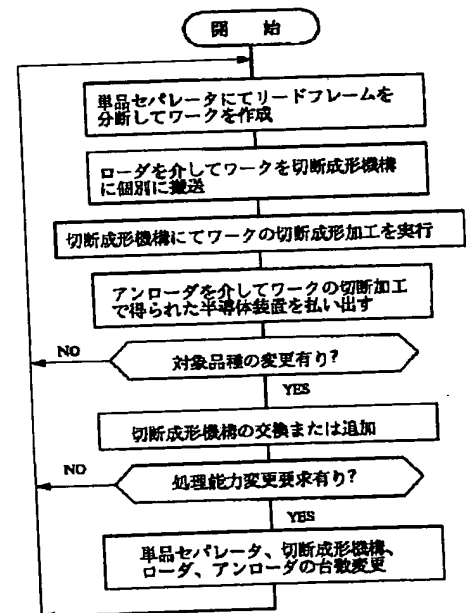 開 始
単品セパレータにてリードフレームを
分断してワークを作成
ローダを介してワークを切断成形機構
に個別に搬送
切断成形機構にてワークの切断成形加工を実行
アンローダを介してワークの切断加工
で得られた半導体装置を払い出す
NO
対象品種の変更有り?
YES
切断成形機構の交換または追加
NO
処理能力変更要求有り?
YES
単品セパレータ、切断成形機構、
ローダ、アンローダの台数変更